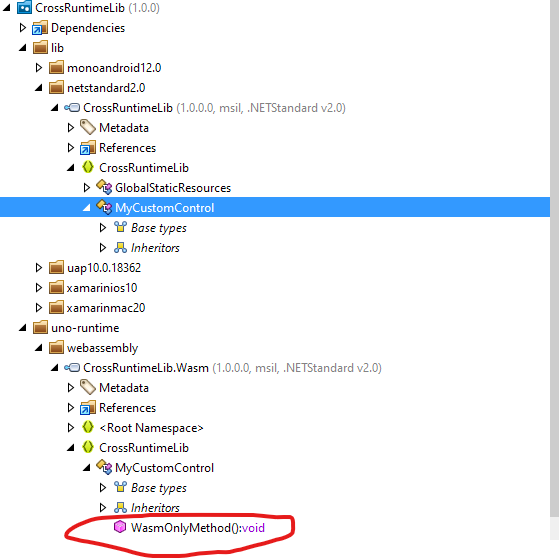 CrossRuntimeLib (1.0.0)
Dependencies
lib
monoandroid12.0
netstandard2.0
CrossRuntimeLib (1.0.0.0, msil, .NETStandard v2.0)
Metadata
References
CrossRuntimeLib
GlobalStaticResources
MyCustomControl
Base types
Inheritors
uap10.0.18362
xamarinios10
xamarinmac20
uno-runtime
webassembly
CrossRuntimeLib.Wasm (1.0.0.0, msil, .NETStandard v2.0)
Metadata
References
<Root Namespace>
CrossRuntimeLib
MyCustomControl
Base types
Inheritors
WasmOnlyMethod():void